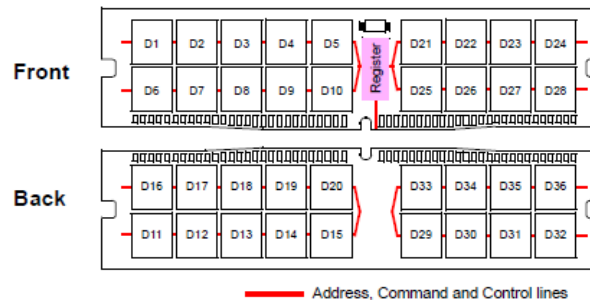 D1 D2 D3 D4 D5 D21 D22 D23 D24
Front
Register
D6 D7 D8 D9 D10 D25 D26 D27 D28
D16 D17 D18 D19 D20 D33 D34 D35 D36
Back
D11 D12 D13 D14 D15 D29 D30 D31 D32
Address, Command and Control lines